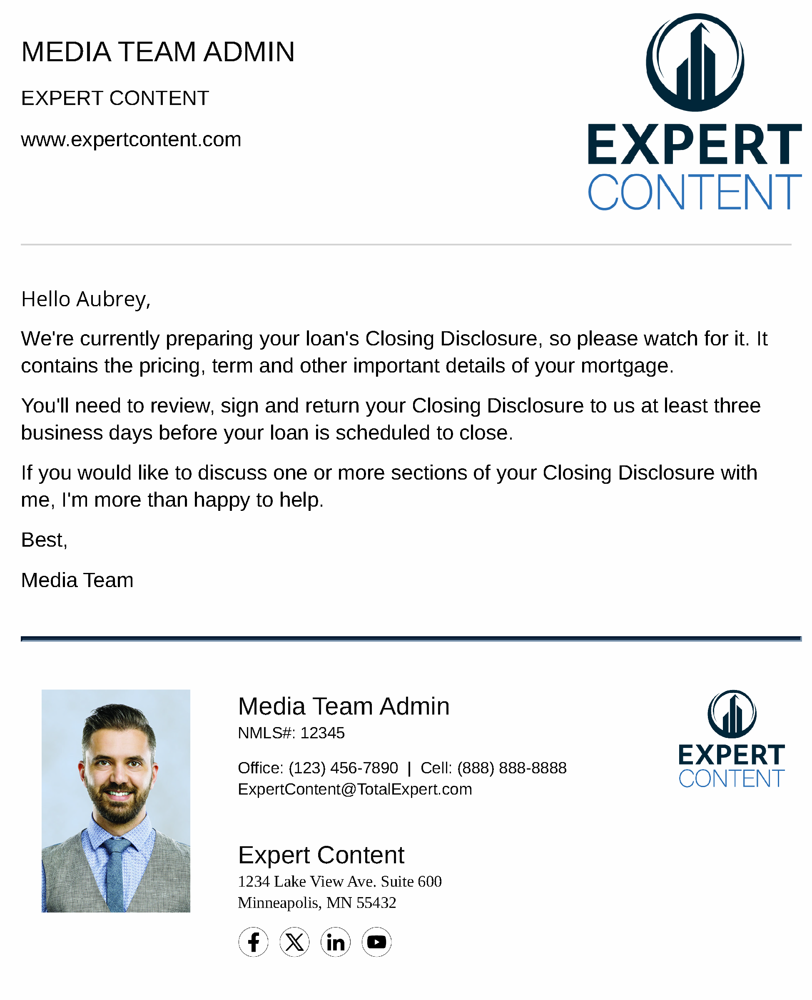 MEDIA TEAM ADMIN
EXPERT CONTENT
www.expertcontent.com
EXPERT
CONTENT
Hello Aubrey,
We're currently preparing your loan's Closing Disclosure, so please watch for it. It
contains the pricing, term and other important details of your mortgage.
You'll need to review, sign and return your Closing Disclosure to us at least three
business days before your loan is scheduled to close.
If you would like to discuss one or more sections of your Closing Disclosure with
me, I'm more than happy to help.
Best,
Media Team
Media Team Admin
NMLS#: 12345
Office: (123) 456-7890 | Cell: (888) 888-8888
ExpertContent@TotalExpert.com
EXPERT
CONTENT
Expert Content
1234 Lake View Ave. Suite 600
Minneapolis, MN 55432